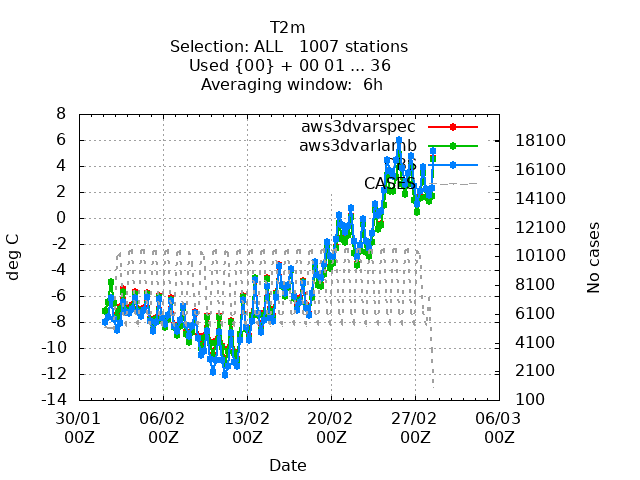 T2m
Selection: ALL 1007 stations
Used {00} + 00 01 ... 36
Averaging window: 6h
8
6
4
2
0
-2
-4
-6
-8
-10
-12
-14
deg C
aws3dvarspec
aws3dvarlamb
CASES
18100
16100
14100
12100
10100
8100
6100
4100
2100
100
No cases
30/01 06/02 13/02 20/02 27/02 06/03
00Z 00Z 00Z 00Z 00Z 00Z
Date